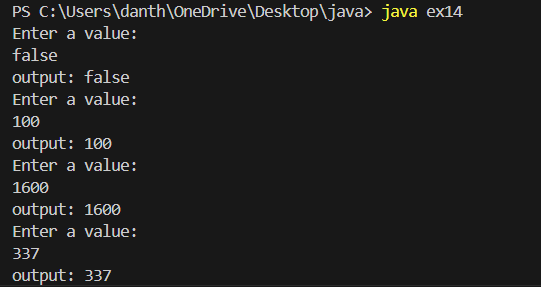 PS C:\Users\danth\OneDrive\Desktop\java> java ex14
Enter a value:
false
output: false
Enter a value:
100
output: 100
Enter a value:
1600
output: 1600
Enter a value:
337
output: 337